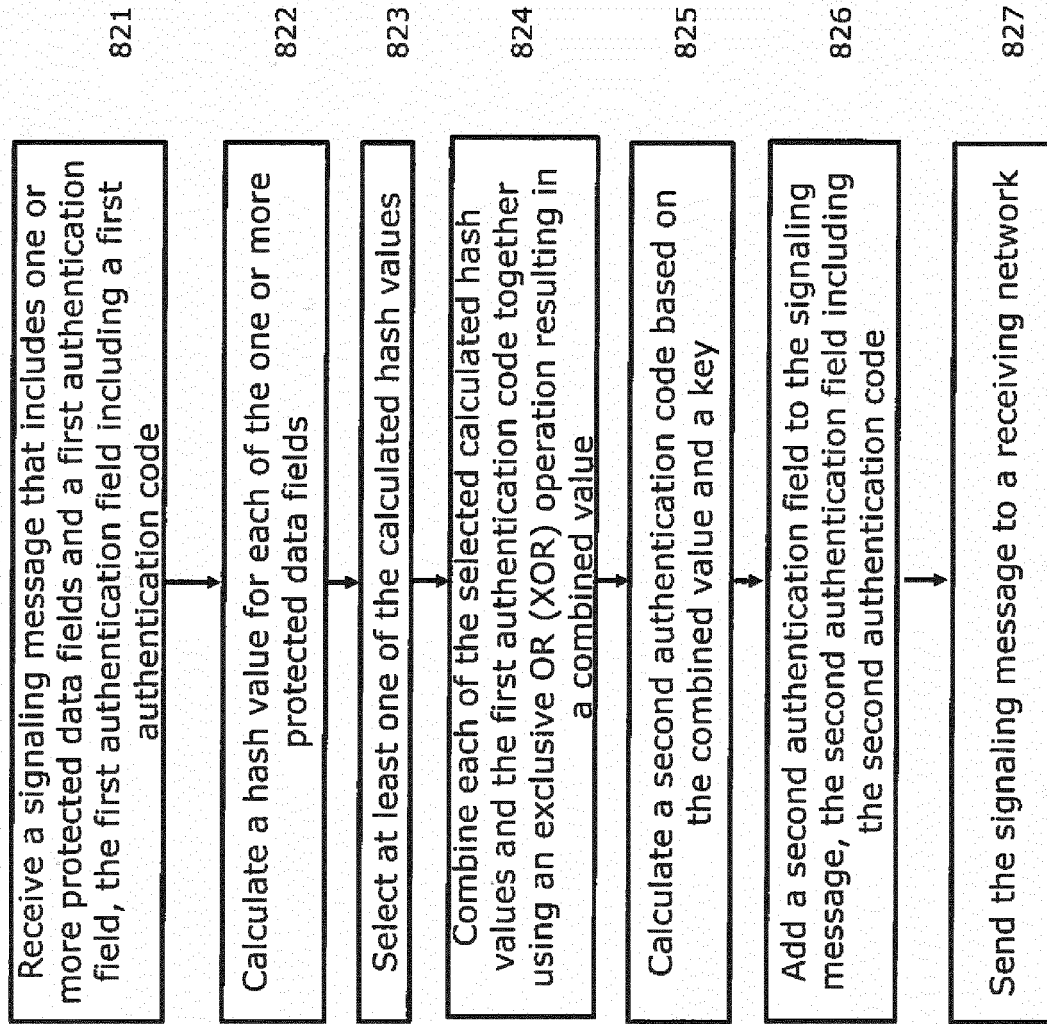 Receive a signaling message that includes one or
more protected data fields and a first authentication
field, the first authentication field including a first
authentication code
821
Calculate a hash value for each of the one or more
protected data fields
822
Select at least one of the calculated hash values
823
Combine each of the selected calculated hash
values and the first authentication code together
using an exclusive OR (XOR) operation resulting in
a combined value
824
Calculate a second authentication code based on
the combined value and a key
825
Add a second authentication field to the signaling
message, the second authentication field including
the second authentication code
826
Send the signaling message to a receiving network
827